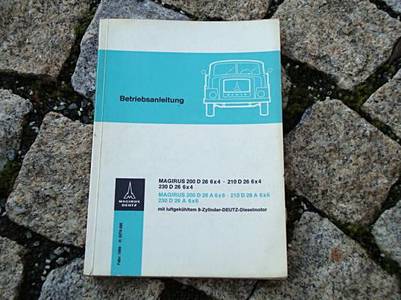 Betriebsanleitung
MAGIRUS 200 D 26 6x4 · 210 D 26 6x4
230 D 26 6x4
MAGIRUS 200 D 26 A 6x6 · 210 D 26 A 6x6
230 D 26 A 6x6
mit luftgekühltem 8-Zylinder-DEUTZ-Dieselmotor
MAGIRUS
DEUTZ